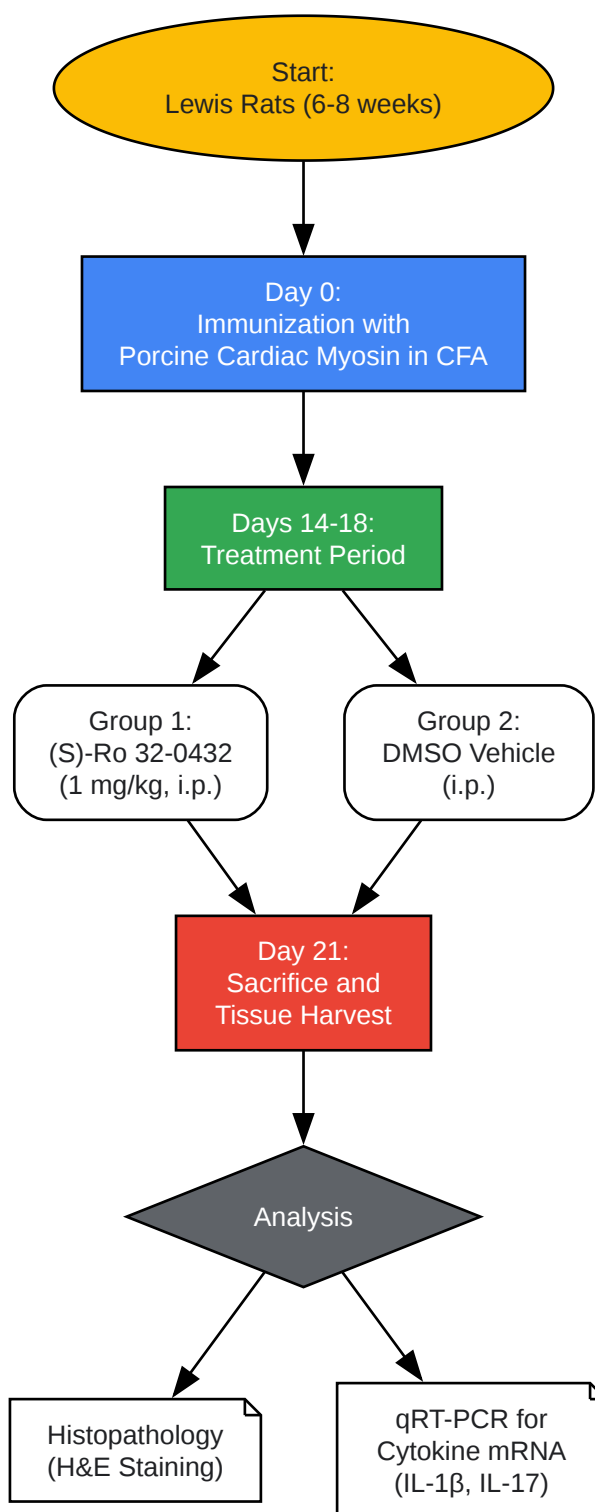 Start:
Lewis Rats (6-8 weeks)
Day 0:
Immunization with
Porcine Cardiac Myosin in CFA
Days 14-18:
Treatment Period
Group 1:
(S)-Ro 32-0432
(1 mg/kg, i.p.)
Group 2:
DMSO Vehicle
(i.p.)
Day 21:
Sacrifice and
Tissue Harvest
Analysis
Histopathology
(H&E Staining)
qRT-PCR for
Cytokine mRNA
(IL-1β, IL-17)